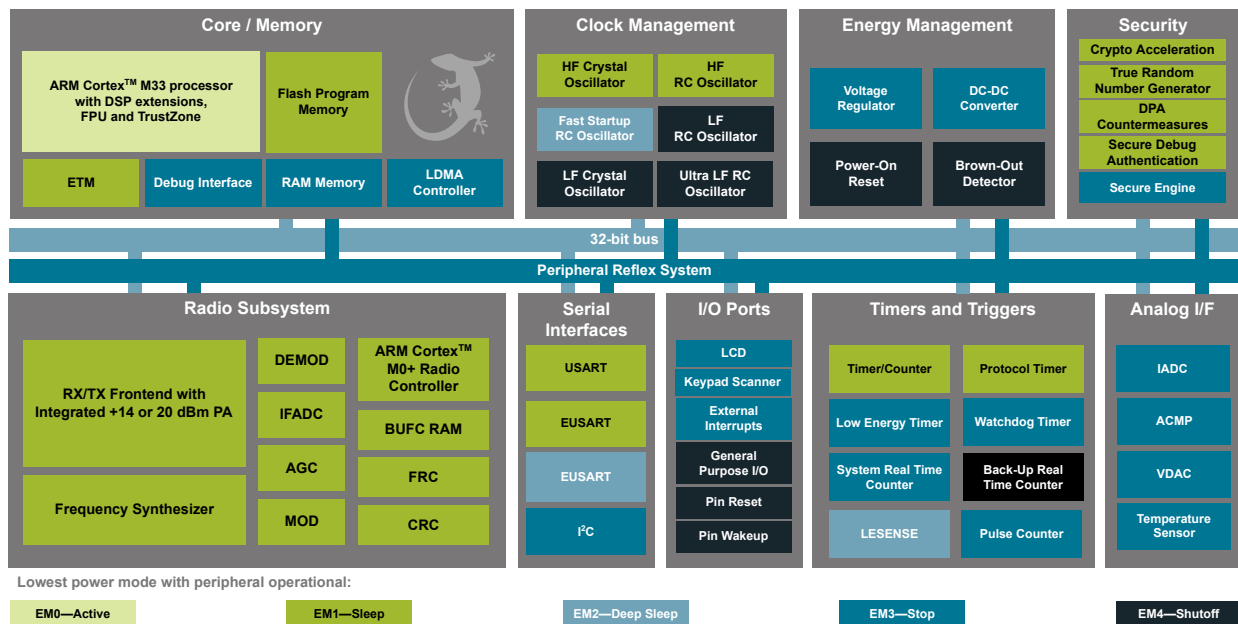 Core / Memory
ARM Cortex™ M33 processor
with DSP extensions,
FPU and TrustZone
Flash Program
Memory
ETM
Debug Interface
RAM Memory
LDMA
Controller
Clock Management
HF Crystal
Oscillator
HF
RC Oscillator
Fast Startup
RC Oscillator
LF
RC Oscillator
LF Crystal
Oscillator
Ultra LF RC
Oscillator
Energy Management
Voltage
Regulator
DC-DC
Converter
Power-On
Reset
Brown-Out
Detector
Security
Crypto Acceleration
True Random
Number Generator
DPA
Countermeasures
Secure Debug
Authentication
Secure Engine
32-bit bus
Peripheral Reflex System
Radio Subsystem
RX/TX Frontend with
Integrated +14 or 20 dBm PA
Frequency Synthesizer
DEMOD
IFADC
AGC
MOD
ARM Cortex™
M0+ Radio
Controller
BUFC RAM
FRC
CRC
Serial
Interfaces
USART
EUSART
EUSART
I²C
I/O Ports
LCD
Keypad Scanner
External
Interrupts
General
Purpose I/O
Pin Reset
Pin Wakeup
Timers and Triggers
Timer/Counter
Protocol Timer
Low Energy Timer
Watchdog Timer
System Real Time
Counter
Back-Up Real
Time Counter
LESENSE
Pulse Counter
Analog I/F
IADC
ACMP
VDAC
Temperature
Sensor
Lowest power mode with peripheral operational:
EM0—Active
EM1—Sleep
EM2—Deep Sleep
EM3—Stop
EM4—Shutoff